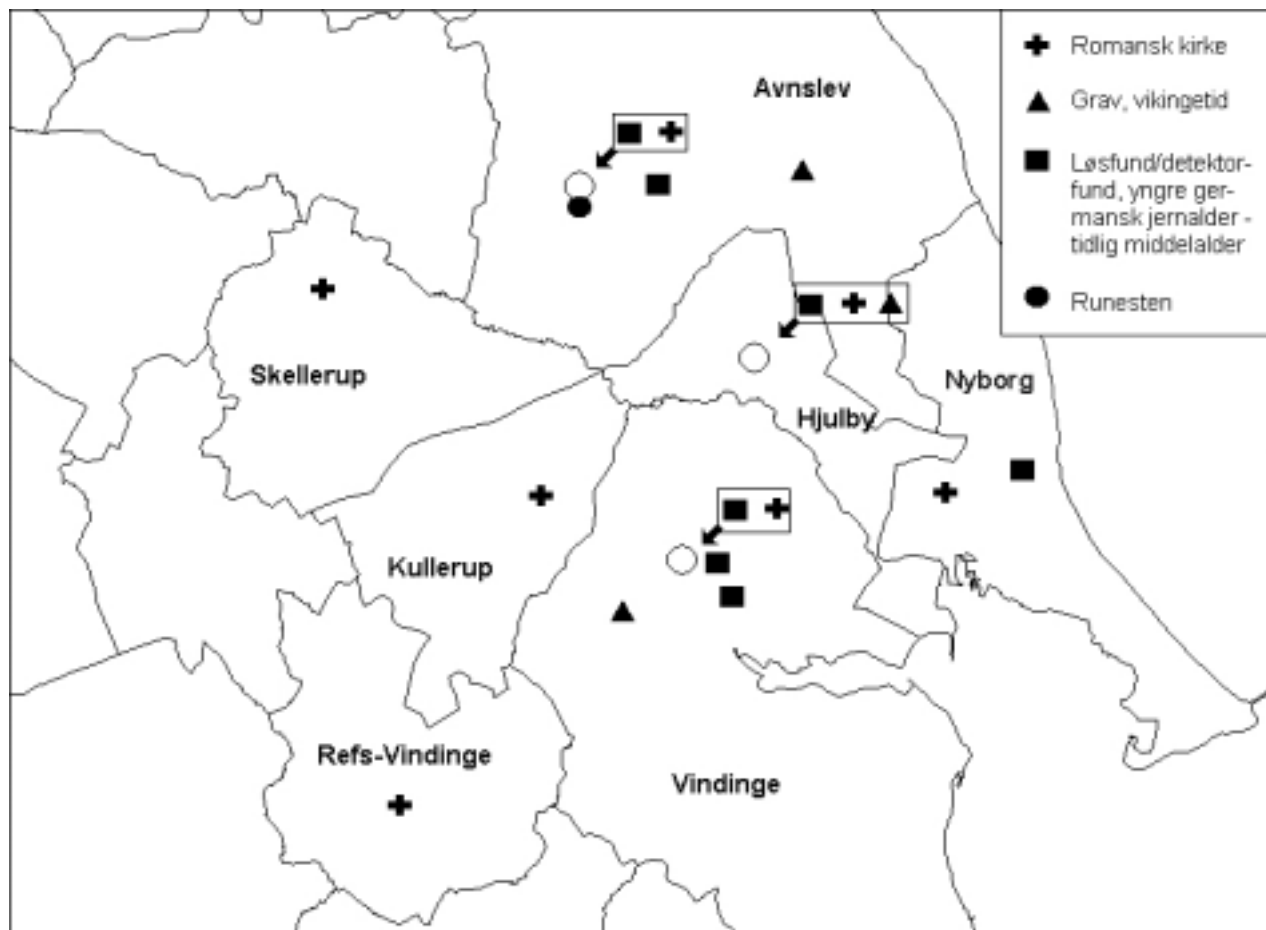 Romansk kirke
Grav, vikingetid
Løsfund/detektor-
fund, yngre ger-
mansk jernalder -
tidlig middelalder
Runesten
Avnslev
Skellerup
Nyborg
Hjulby
Kullerup
Refs-Vindinge
Vindinge